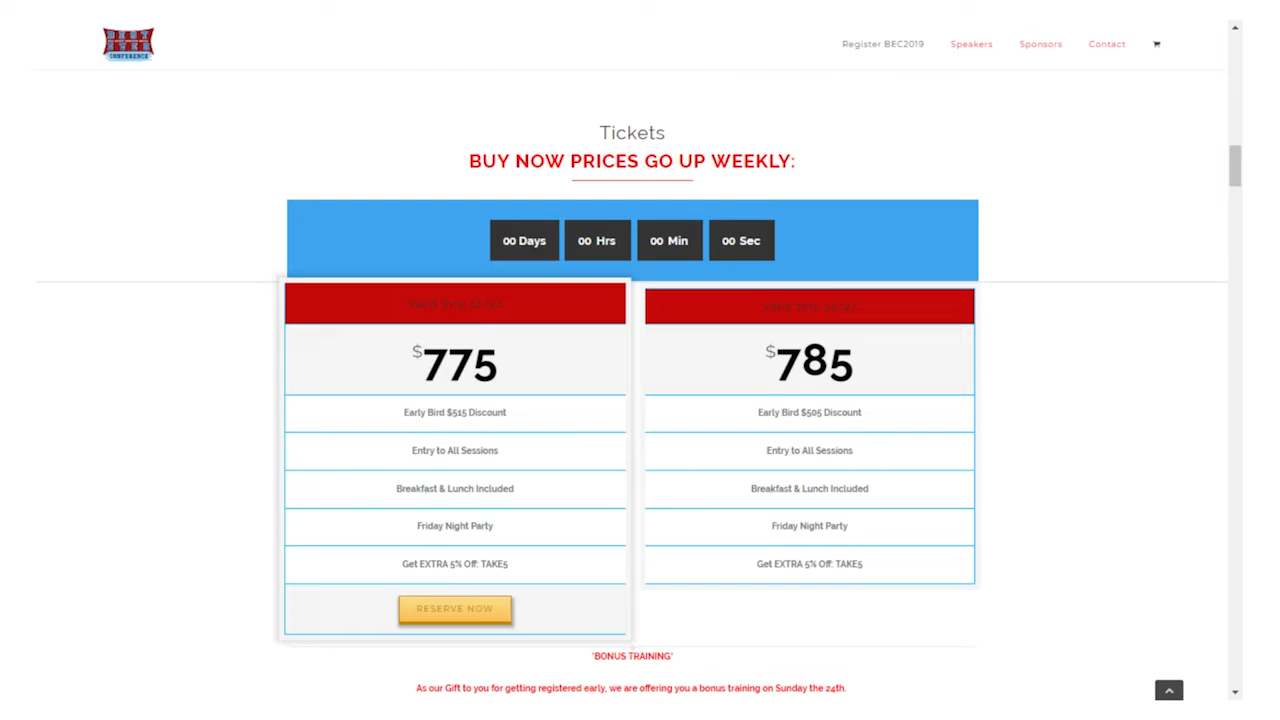 BEST
EVER
CONFERENCE
Register BEC2019
Speakers
Sponsors
Contact
Tickets
BUY NOW PRICES GO UP WEEKLY:
00 Days
00 Hrs
00 Min
00 Sec
$775
Early Bird $515 Discount
Entry to All Sessions
Breakfast & Lunch Included
Friday Night Party
Get EXTRA 5% Off: TAKE5
RESERVE NOW
$785
Early Bird $505 Discount
Entry to All Sessions
Breakfast & Lunch Included
Friday Night Party
Get EXTRA 5% Off: TAKE5
*BONUS TRAINING*
As our Gift to you for getting registered early, we are offering you a bonus training on Sunday the 24th.